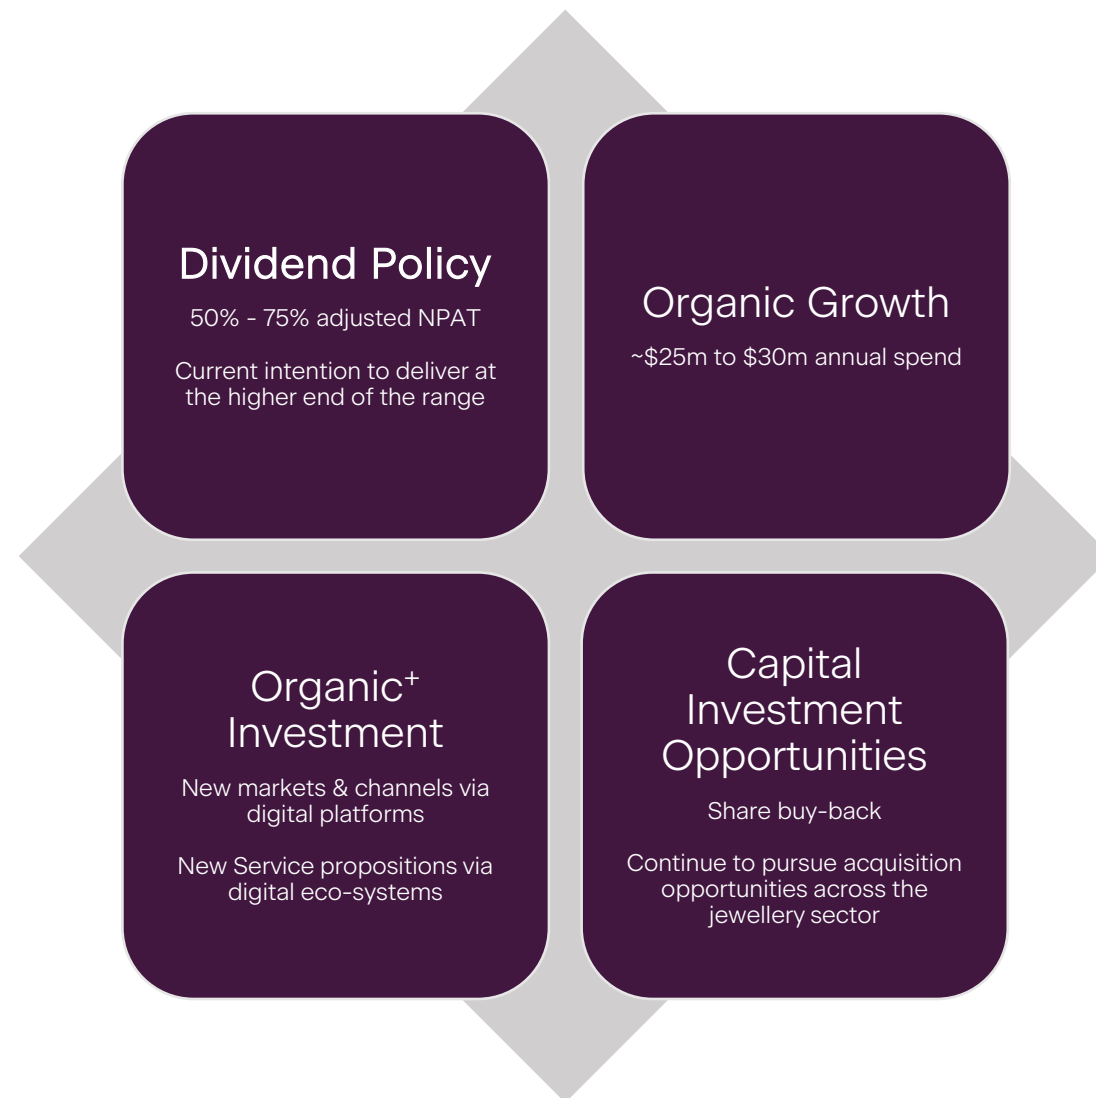 Dividend Policy
50% - 75% adjusted NPAT
Current intention to deliver at
the higher end of the range
Organic Growth
~$25m to $30m annual spend
Organic⁺
Investment
New markets & channels via
digital platforms
New Service propositions via
digital eco-systems
Capital
Investment
Opportunities
Share buy-back
Continue to pursue acquisition
opportunities across the
jewellery sector